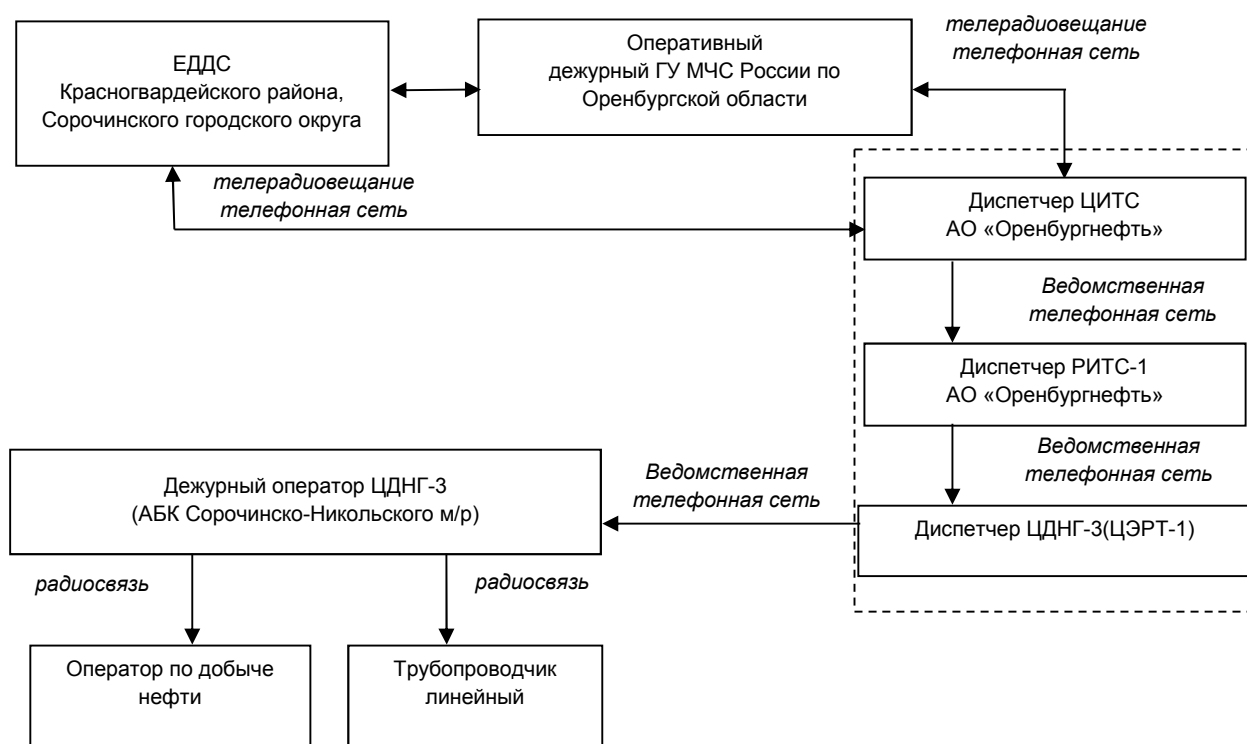 ЕДДС
Красногвардейского района,
Сорочинского городского округа
Оперативный
дежурный ГУ МЧС России по
Оренбургской области
телерадиовещание
телефонная сеть
телерадиовещание
телефонная сеть
Диспетчер ЦИТС
АО «Оренбургнефть»
Ведомственная
телефонная сеть
Диспетчер РИТС-1
АО «Оренбургнефть»
Ведомственная
телефонная сеть
Диспетчер ЦДНГ-3(ЦЭРТ-1)
Ведомственная
телефонная сеть
Дежурный оператор ЦДНГ-3
(АБК Сорочинско-Никольского м/р)
радиосвязь
радиосвязь
Оператор по добыче
нефти
Трубопроводчик
линейный